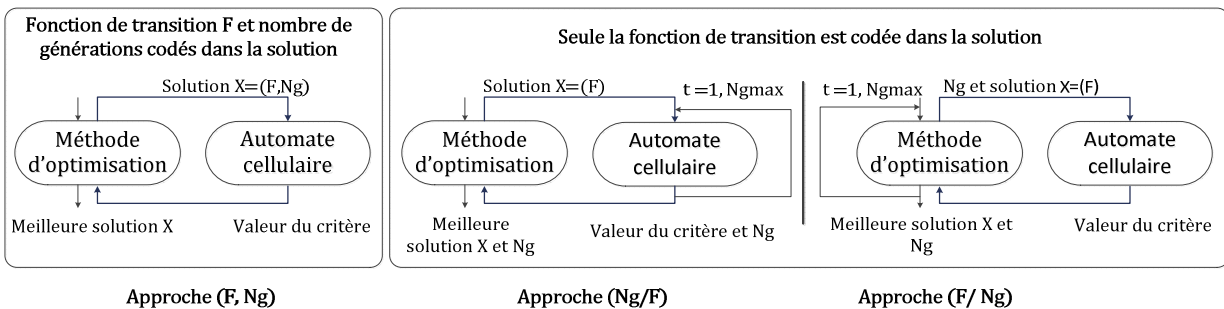 Fonction de transition F et nombre de
générations codés dans la solution
Solution X=(F,Ng)
Méthode
d'optimisation
Automate
cellulaire
Meilleure solution X
Valeur du critère
Seule la fonction de transition est codée dans la solution
Solution X=(F)
t =1, Ngmax
Méthode
d'optimisation
Automate
cellulaire
Meilleure
solution X et Ng
Valeur du critère et Ng
t =1, Ngmax
Ng et solution X=(F)
Méthode
d'optimisation
Automate
cellulaire
Meilleure solution X et
Ng
Valeur du critère
Approche (F, Ng)
Approche (Ng/F)
Approche (F/ Ng)